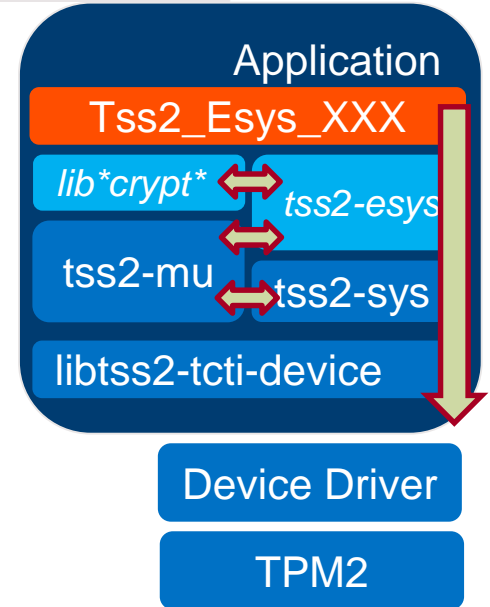 Application
Tss2_Esys_XXX
lib*crypt*
tss2-esys
tss2-mu
tss2-sys
libtss2-tcti-device
Device Driver
TPM2